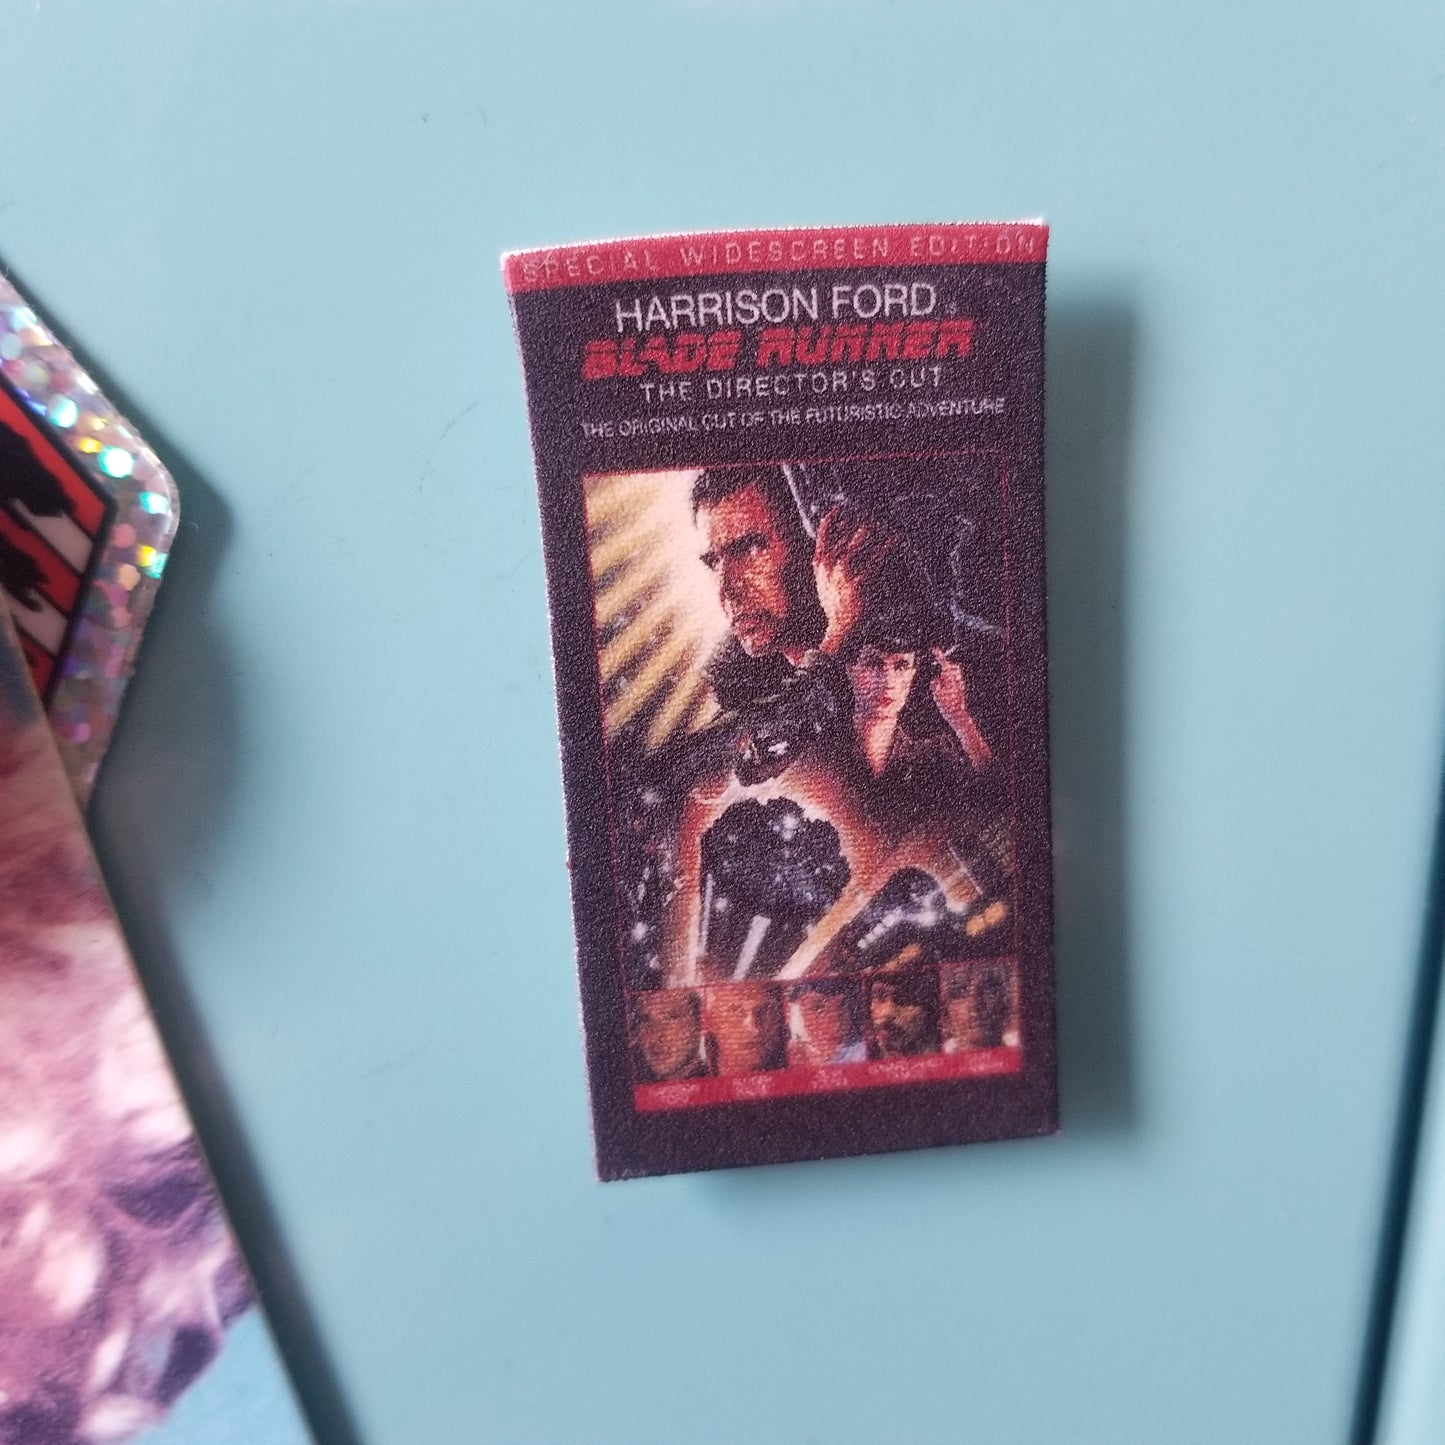 SPECIAL WIDESCREEN EDITION
HARRISON FORD
BLADE RUNNER
THE DIRECTOR'S CUT
THE ORIGINAL CUT OF THE FUTURISTIC ADVENTURE